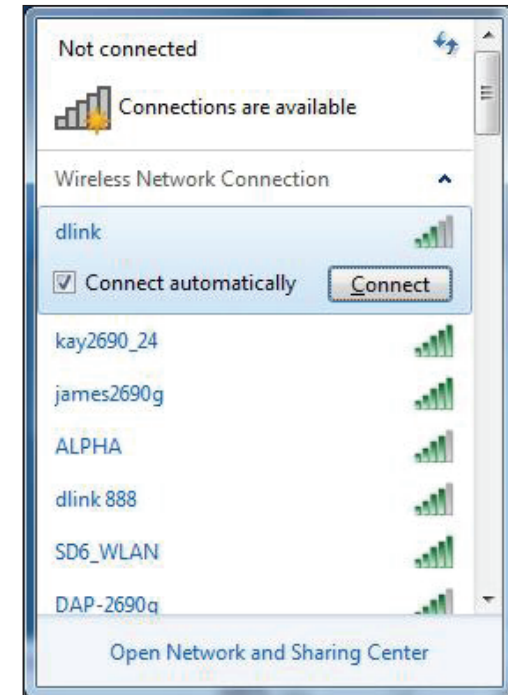 Not connected
Connections are available
Wireless Network Connection
dlink
Connect automatically Connect
kay2690_24
james2690g
ALPHA
dlink 888
SD6_WLAN
DAP-2690g
Open Network and Sharing Center